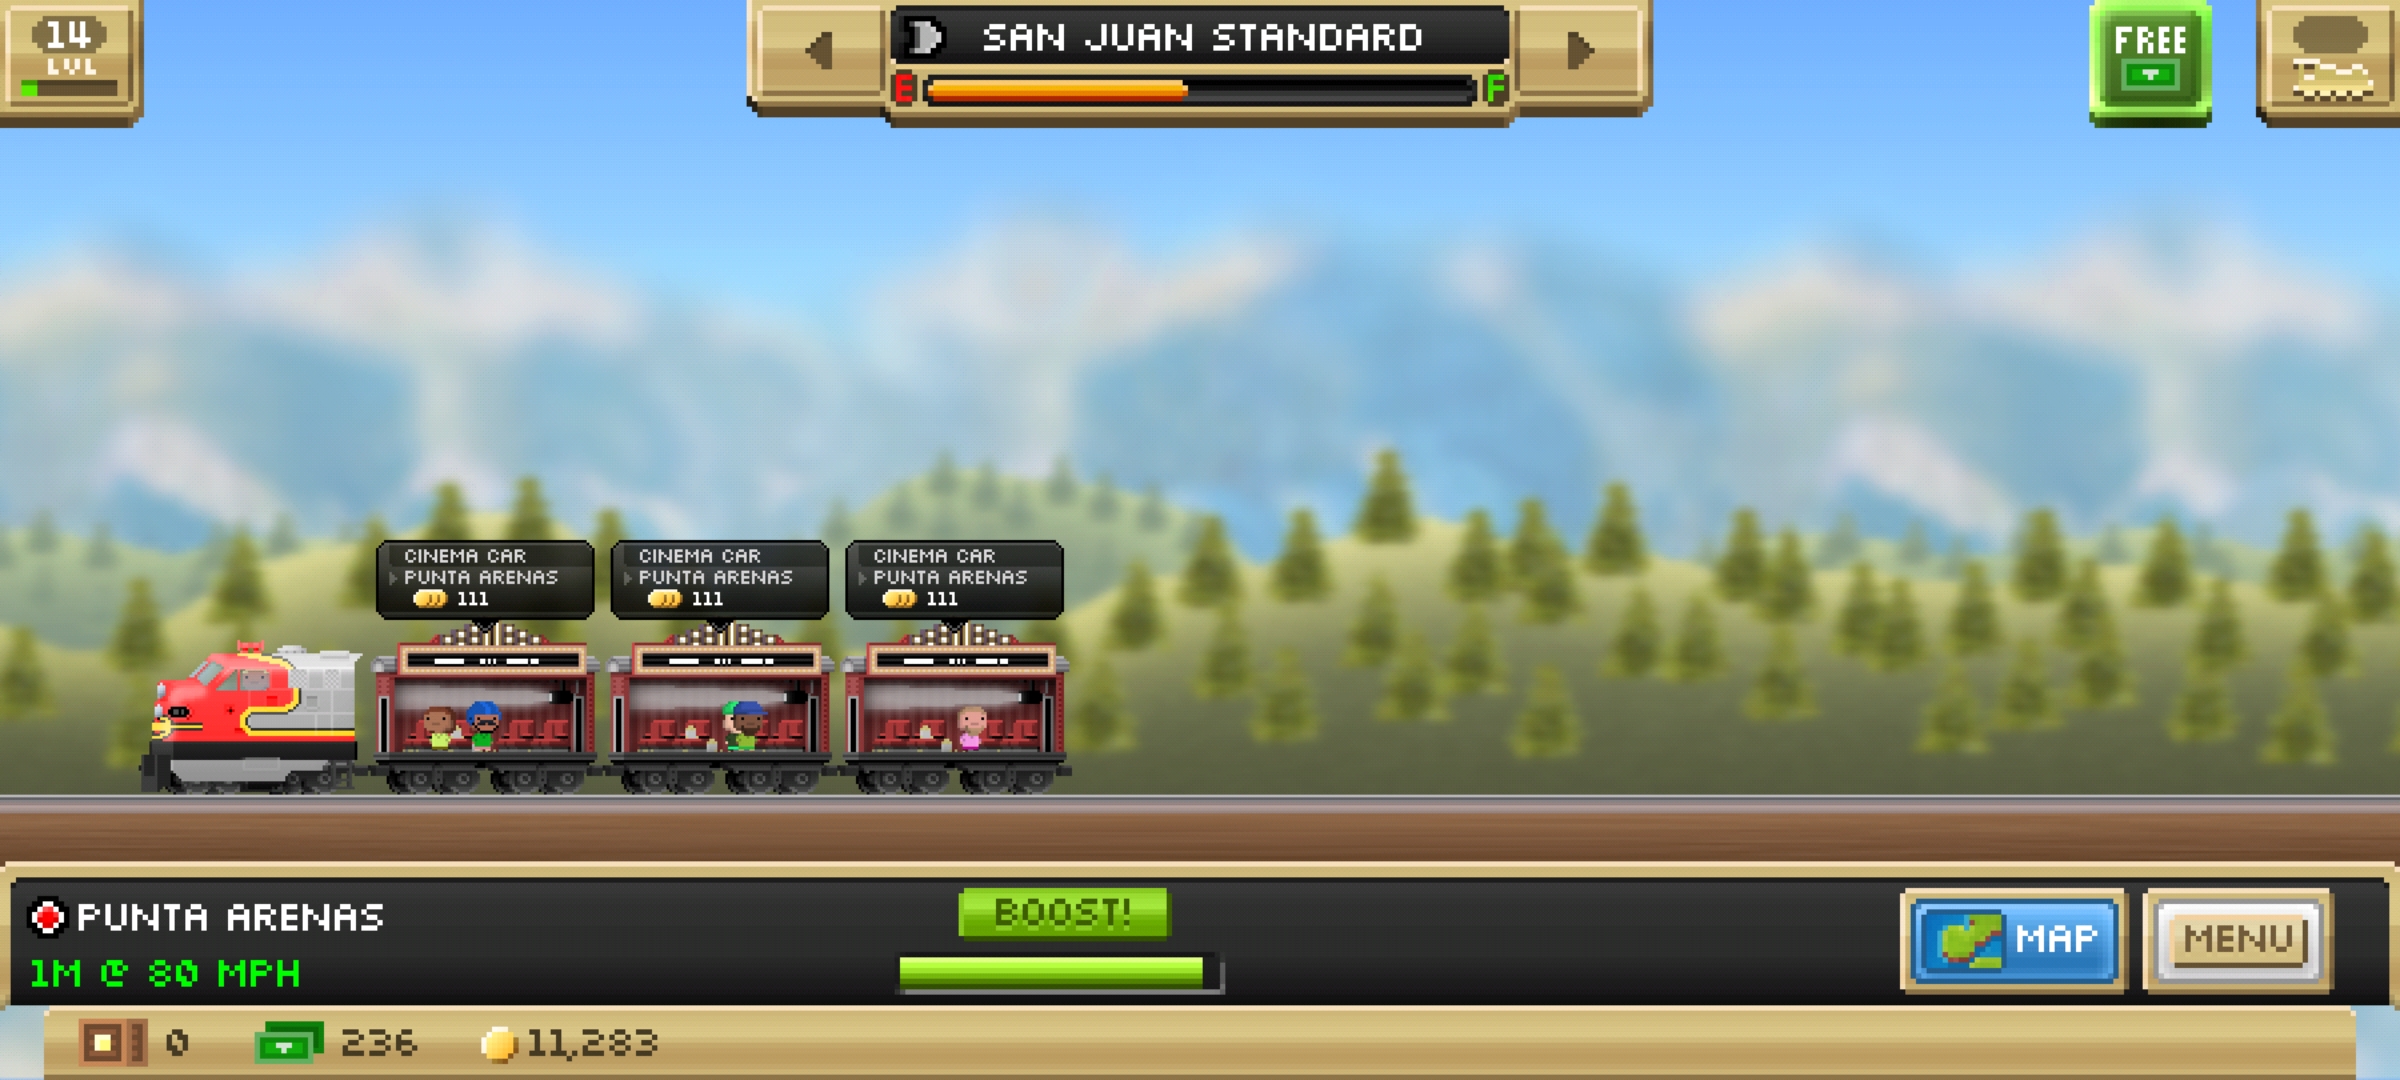 14
LVL
SAN JUAN STANDARD
E F
FREE
CINEMA CAR
PUNTA ARENAS
111
CINEMA CAR
PUNTA ARENAS
111
CINEMA CAR
PUNTA ARENAS
111
PUNTA ARENAS
1M @ 80 MPH
BOOST!
MAP
MENU
0
236
11,283